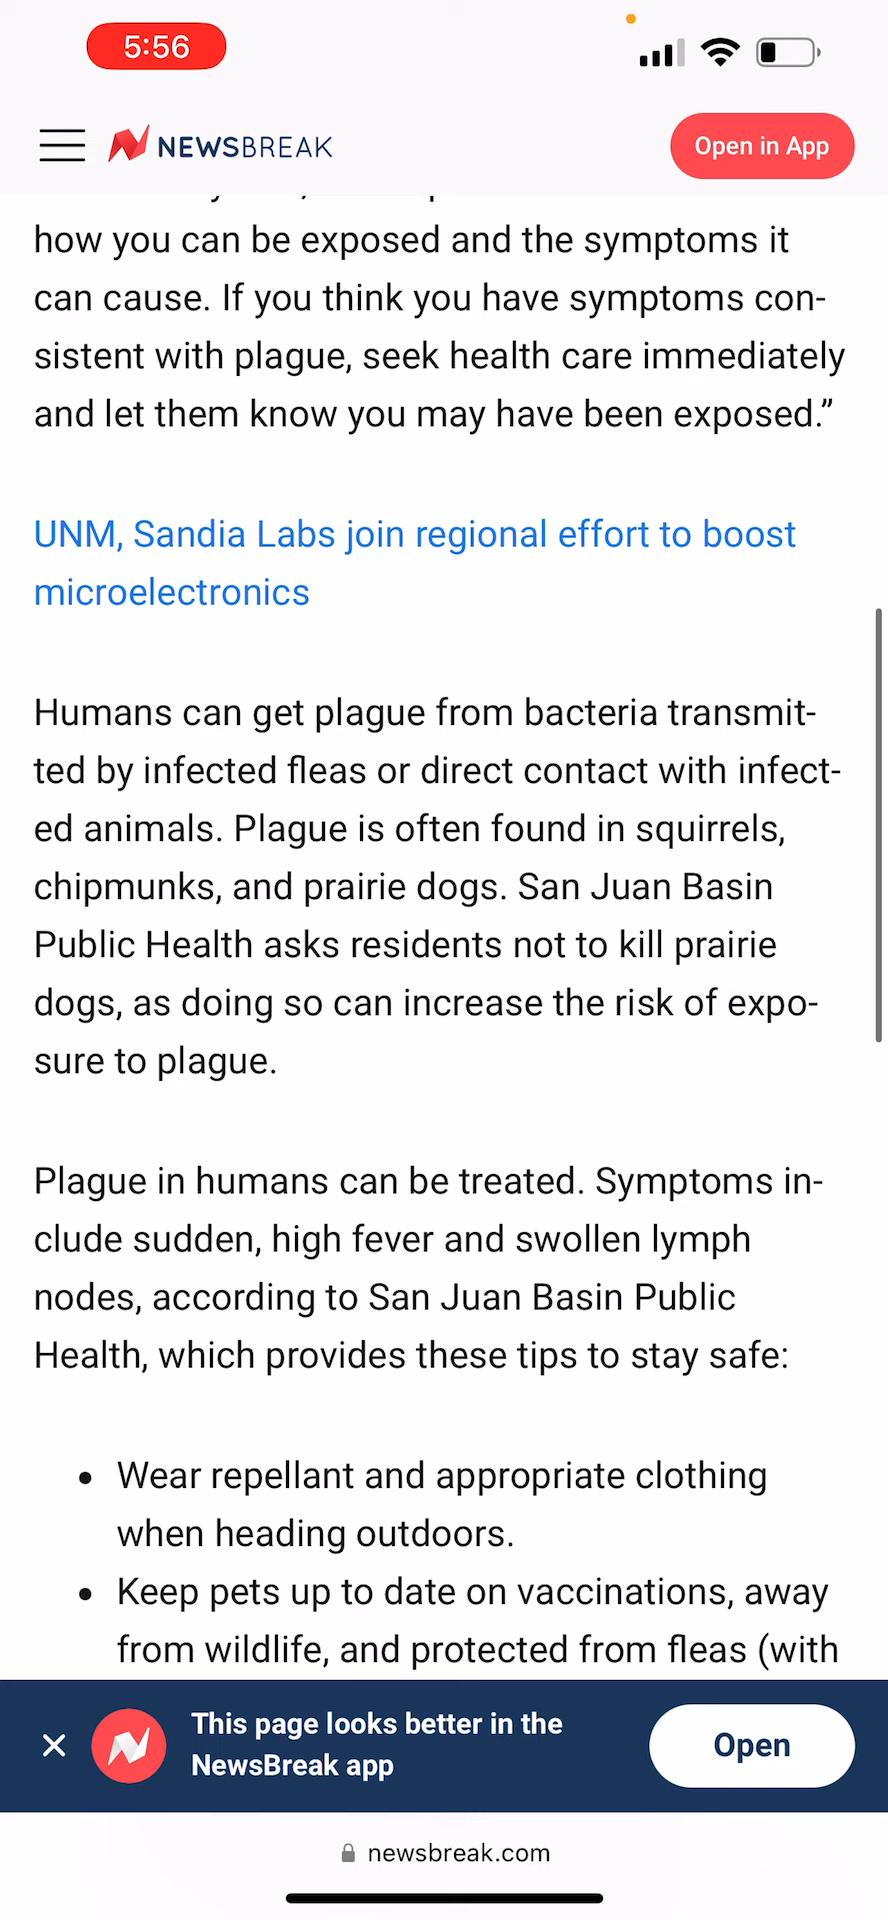 5:56
NEWSBREAK
Open in App
how you can be exposed and the symptoms it
can cause. If you think you have symptoms con-
sistent with plague, seek health care immediately
and let them know you may have been exposed.”
UNM, Sandia Labs join regional effort to boost
microelectronics
Humans can get plague from bacteria transmit-
ted by infected fleas or direct contact with infect-
ed animals. Plague is often found in squirrels,
chipmunks, and prairie dogs. San Juan Basin
Public Health asks residents not to kill prairie
dogs, as doing so can increase the risk of expo-
sure to plague.
Plague in humans can be treated. Symptoms in-
clude sudden, high fever and swollen lymph
nodes, according to San Juan Basin Public
Health, which provides these tips to stay safe:
• Wear repellant and appropriate clothing
when heading outdoors.
• Keep pets up to date on vaccinations, away
from wildlife, and protected from fleas (with
This page looks better in the
NewsBreak app
Open
newsbreak.com